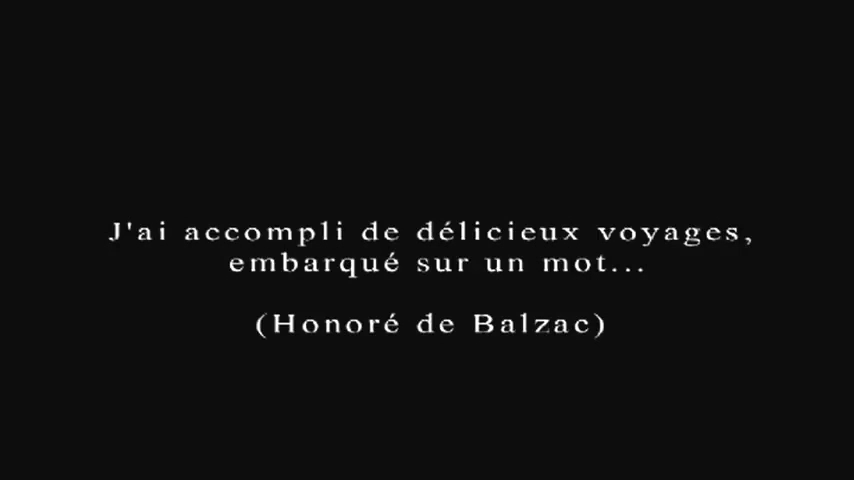 J'ai accompli de délicieux voyages,
embarqué sur un mot...
(Honoré de Balzac)